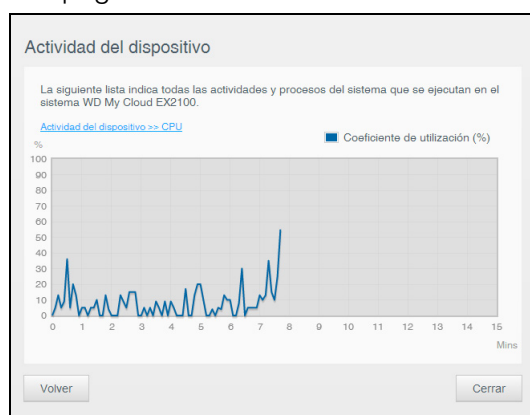 Actividad del dispositivo
La siguiente lista indica todas las actividades y procesos del sistema que se ejecutan en el
sistema WD My Cloud EX2100.
Actividad del dispositivo >> CPU
Coeficiente de utilización (%)
%
100
90
80
70
60
50
40
30
20
10
0
0 1 2 3 4 5 6 7 8 9 10 11 12 13 14 15
Mins
Volver
Cerrar